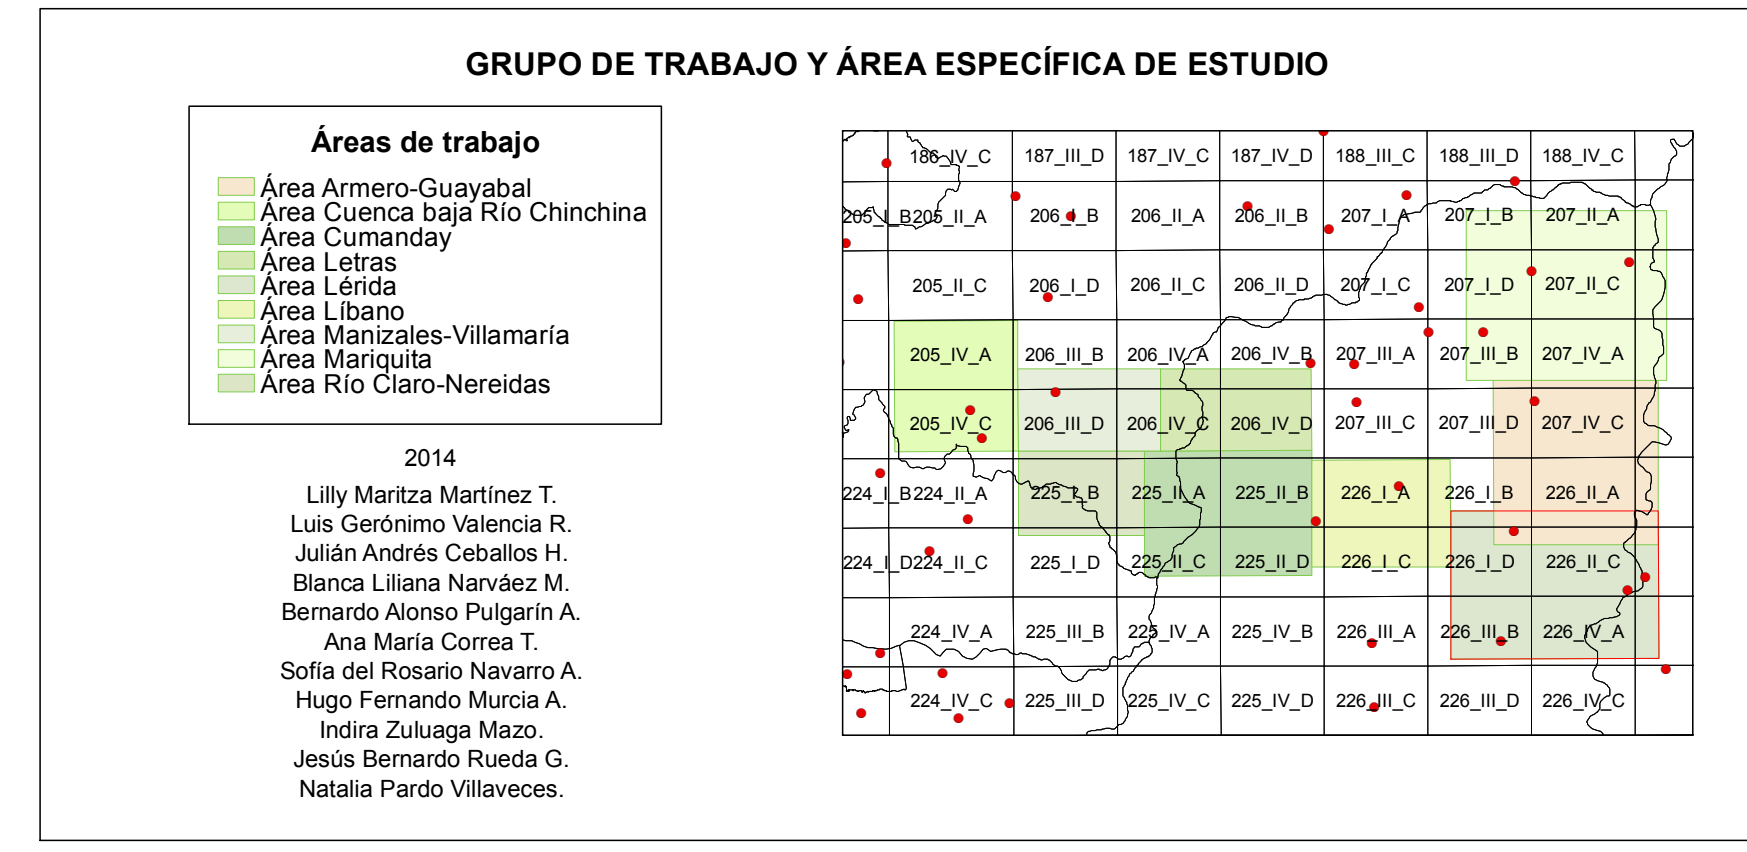 GRUPO DE TRABAJO Y ÁREA ESPECÍFICA DE ESTUDIO
Áreas de trabajo
Área Armero-Guayabal
Área Cuenca baja Río Chinchina
Área Cumanday
Área Letras
Área Lérida
Área Líbano
Área Manizales-Villamaría
Área Mariquita
Área Río Claro-Nereidas
2014
Lilly Maritza Martínez T.
Luis Gerónimo Valencia R.
Julián Andrés Ceballos H.
Blanca Liliana Narváez M.
Bernardo Alonso Pulgarín A.
Ana María Correa T.
Sofía del Rosario Navarro A.
Hugo Fernando Murcia A.
Indira Zuluaga Mazo.
Jesús Bernardo Rueda G.
Natalia Pardo Villaveces.
186_IV_C 187_III_D 187_IV_C 187_IV_D 188_III_C 188_III_D 188_IV_C
205_I_B 205_II_A 206_I_B 206_II_A 206_II_B 207_I_A 207_I_B 207_II_A
205_II_C 206_I_D 206_II_C 206_II_D 207_I_C 207_I_D 207_II_C
205_IV_A 206_III_B 206_IV_A 206_IV_B 207_III_A 207_III_B 207_IV_A
205_IV_C 206_III_D 206_IV_C 206_IV_D 207_III_C 207_III_D 207_IV_C
224_I_B 224_II_A 225_I_B 225_II_A 225_II_B 226_I_A 226_I_B 226_II_A
224_I_D 224_II_C 225_I_D 225_II_C 225_II_D 226_I_C 226_I_D 226_II_C
224_IV_A 225_III_B 225_IV_A 225_IV_B 226_III_A 226_III_B 226_IV_A
224_IV_C 225_III_D 225_IV_C 225_IV_D 226_III_C 226_III_D 226_IV_C